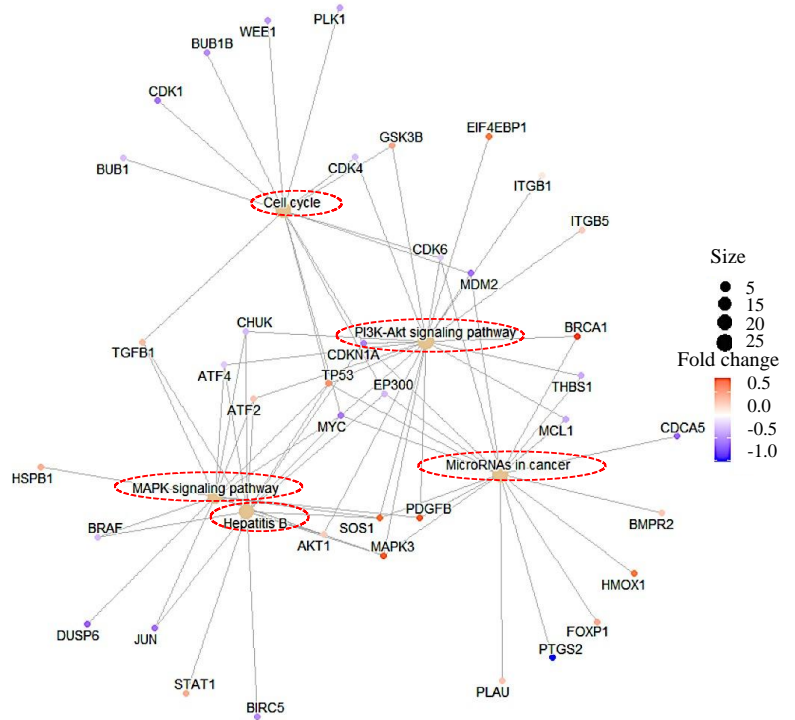 PLK1
WEE1
BUB1B
CDK1
BUB1
GSK3B
CDK4
EIF4EBP1
ITGB1
ITGB5
Cell cycle
CDK6
MDM2
CHUK
TGFB1
PI3K-Akt signaling pathway
CDKN1A
BRCA1
ATF4
TP53
EP300
THBS1
ATF2
MYC
MCL1
CDCA5
HSPB1
MAPK signaling pathway
MicroRNAs in cancer
BRAF
Hepatitis B
SOS1
PDGFB
BMPR2
AKT1
MAPK3
HMOX1
DUSP6
JUN
FOXP1
PTGS2
STAT1
BIRC5
PLAU
Size
5
15
20
25
Fold change
0.5
0.0
-0.5
-1.0